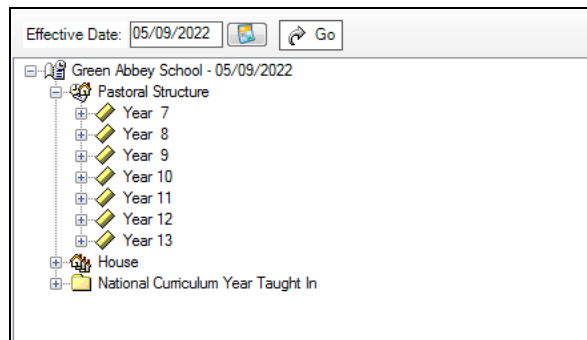 Effective Date: 05/09/2022 Go
Green Abbey School - 05/09/2022
Pastoral Structure
Year 7
Year 8
Year 9
Year 10
Year 11
Year 12
Year 13
House
National Curriculum Year Taught In